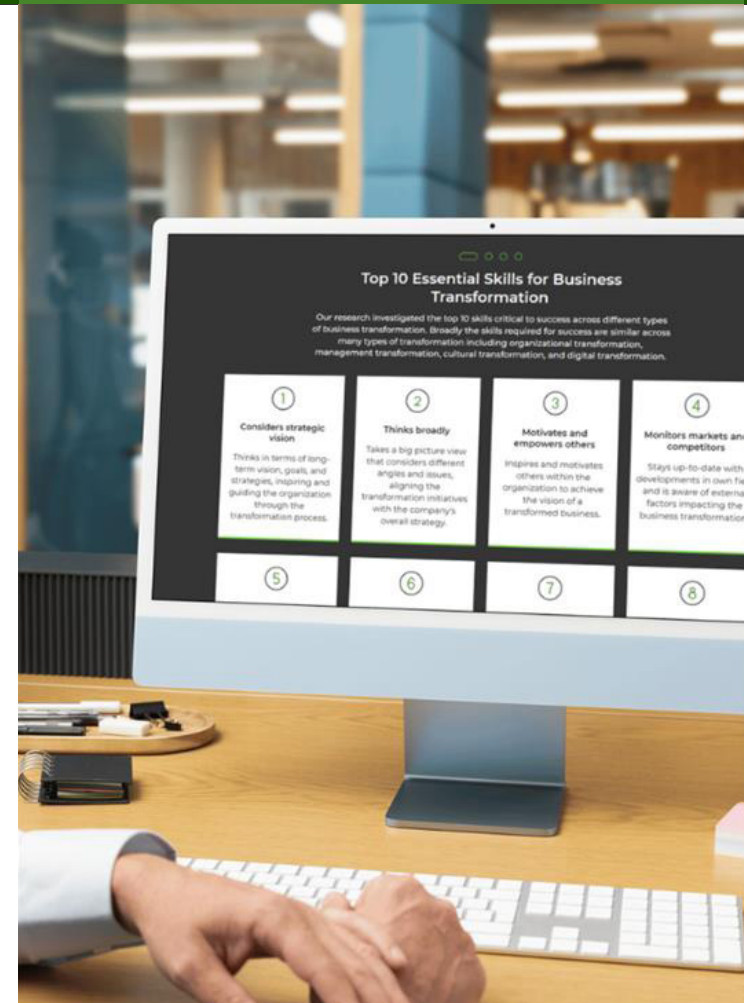 Top 10 Essential Skills for Business
Transformation
Our research investigated the top 10 skills critical to success across different types
of business transformation. Broadly the skills required for success are similar across
many types of transformation including organizational transformation,
management transformation, cultural transformation, and digital transformation.
1
Considers strategic
vision
Thinks in terms of long-
term vision, goals, and
strategies, inspiring and
guiding the organization
through the
transformation process.
2
Thinks broadly
Takes a big picture view
that considers different
angles and issues,
aligning the
transformation initiatives
with the company's
overall strategy.
3
Motivates and
empowers others
Inspires and motivates
others within the
organization to achieve
the vision of a
transformed business.
4
Monitors markets and
competitors
Stays up-to-date with
developments in own fie
and is aware of externa
factors impacting the
business transformation
5
6
7
8